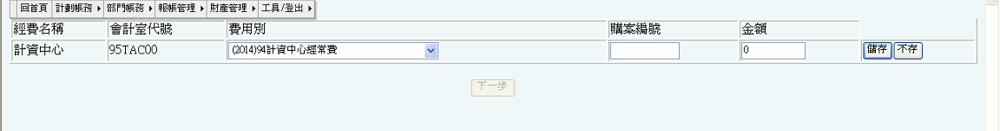 回首頁 計劃帳務 部門帳務 報帳管理 財產管理 工具/登出
經費名稱 會計室代號 費用別 購案編號 金額
計資中心 95TAC00 (2014)94計資中心經常費 0 儲存 不存
下一步